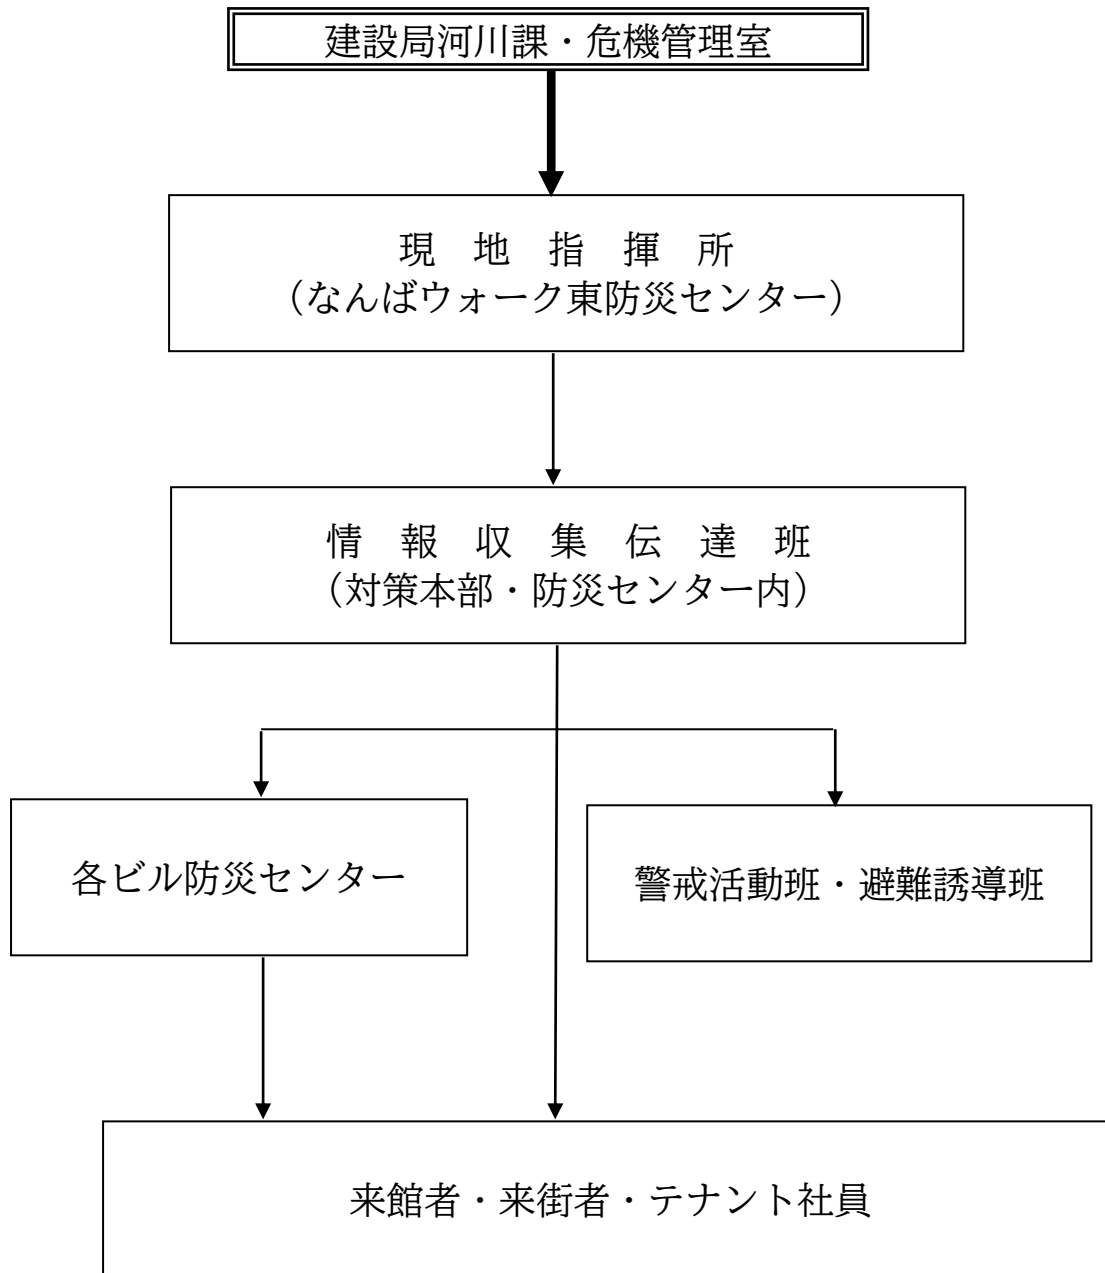 建設局河川課・危機管理室
現　地　指　揮　所
（なんばウォーク東防災センター）
情　報　収　集　伝　達　班
（対策本部・防災センター内）
各ビル防災センター
警戒活動班・避難誘導班
来館者・来街者・テナント社員